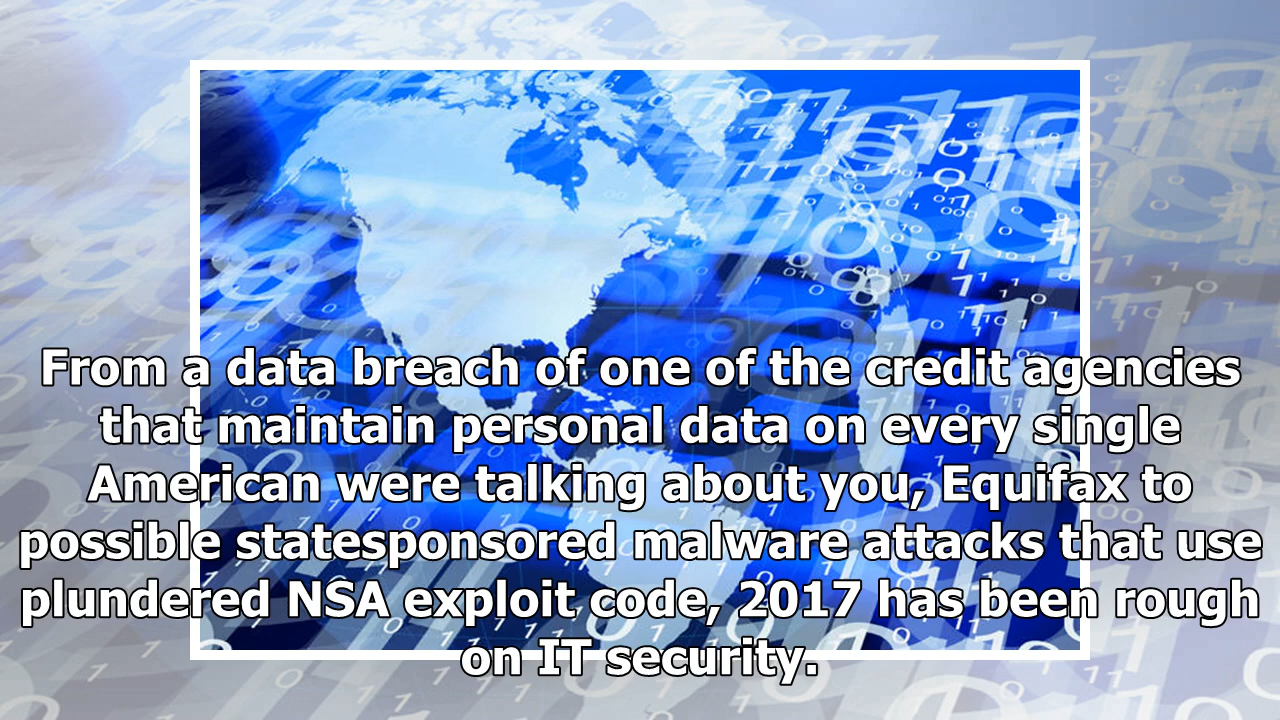 From a data breach of one of the credit agencies
that maintain personal data on every single
American were talking about you, Equifax to
possible statesponsored malware attacks that use
plundered NSA exploit code, 2017 has been rough
on IT security.